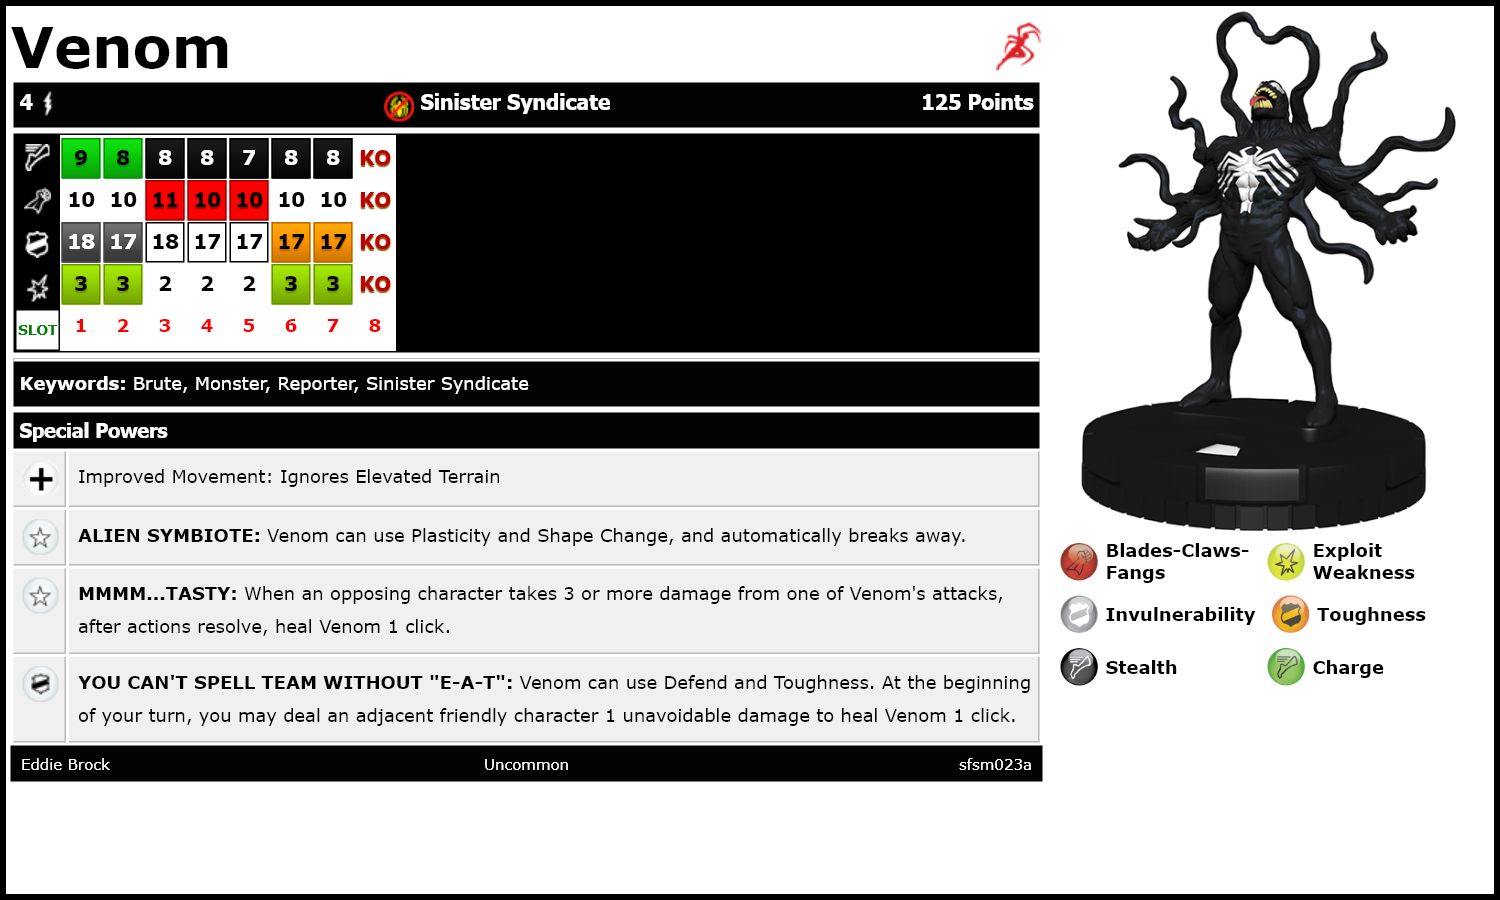 Venom
4 Sinister Syndicate 125 Points
9 8 8 8 7 8 8 KO
10 10 11 10 10 10 10 KO
18 17 18 17 17 17 17 KO
3 3 2 2 2 3 3 KO
SLOT 1 2 3 4 5 6 7 8
Keywords: Brute, Monster, Reporter, Sinister Syndicate
Special Powers
Improved Movement: Ignores Elevated Terrain
ALIEN SYMBIOTE: Venom can use Plasticity and Shape Change, and automatically breaks away.
MMMM...TASTY: When an opposing character takes 3 or more damage from one of Venom's attacks,
after actions resolve, heal Venom 1 click.
YOU CAN'T SPELL TEAM WITHOUT "E-A-T": Venom can use Defend and Toughness. At the beginning
of your turn, you may deal an adjacent friendly character 1 unavoidable damage to heal Venom 1 click.
Eddie Brock Uncommon sfsm023a
Blades-Claws-
Fangs
Exploit
Weakness
Invulnerability
Toughness
Stealth
Charge